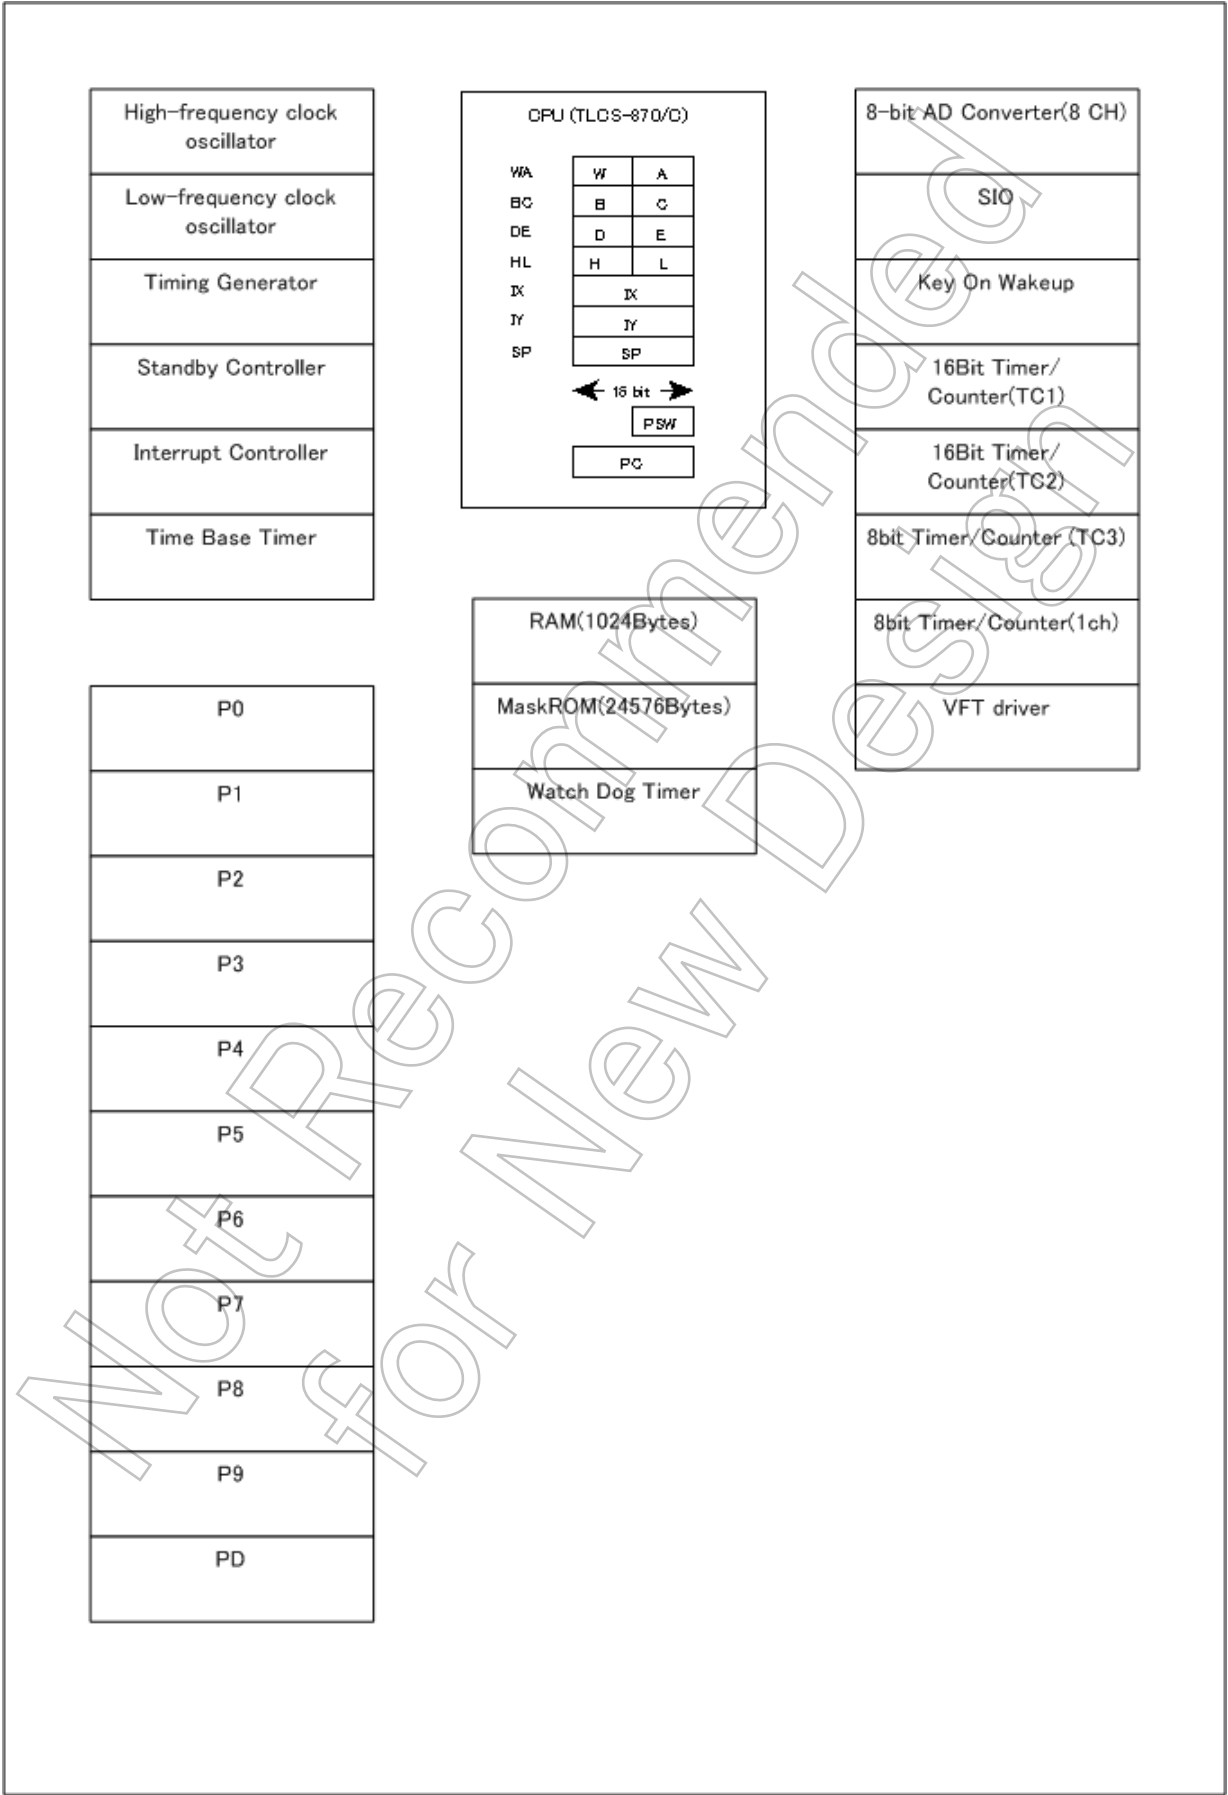 High-frequency clock
oscillator
Low-frequency clock
oscillator
Timing Generator
Standby Controller
Interrupt Controller
Time Base Timer
CPU (TLCS-870/C)
WA W A
BC B C
DE D E
HL H L
IX IX
IY IY
SP SP
16 bit
PSW
PC
8-bit AD Converter(8 CH)
SIO
Key On Wakeup
16Bit Timer/
Counter(TC1)
16Bit Timer/
Counter(TC2)
8bit Timer/Counter (TC3)
8bit Timer/Counter(1ch)
VFT driver
RAM(1024Bytes)
MaskROM(24576Bytes)
Watch Dog Timer
P0
P1
P2
P3
P4
P5
P6
P7
P8
P9
PD
Not Recommended
for New Design